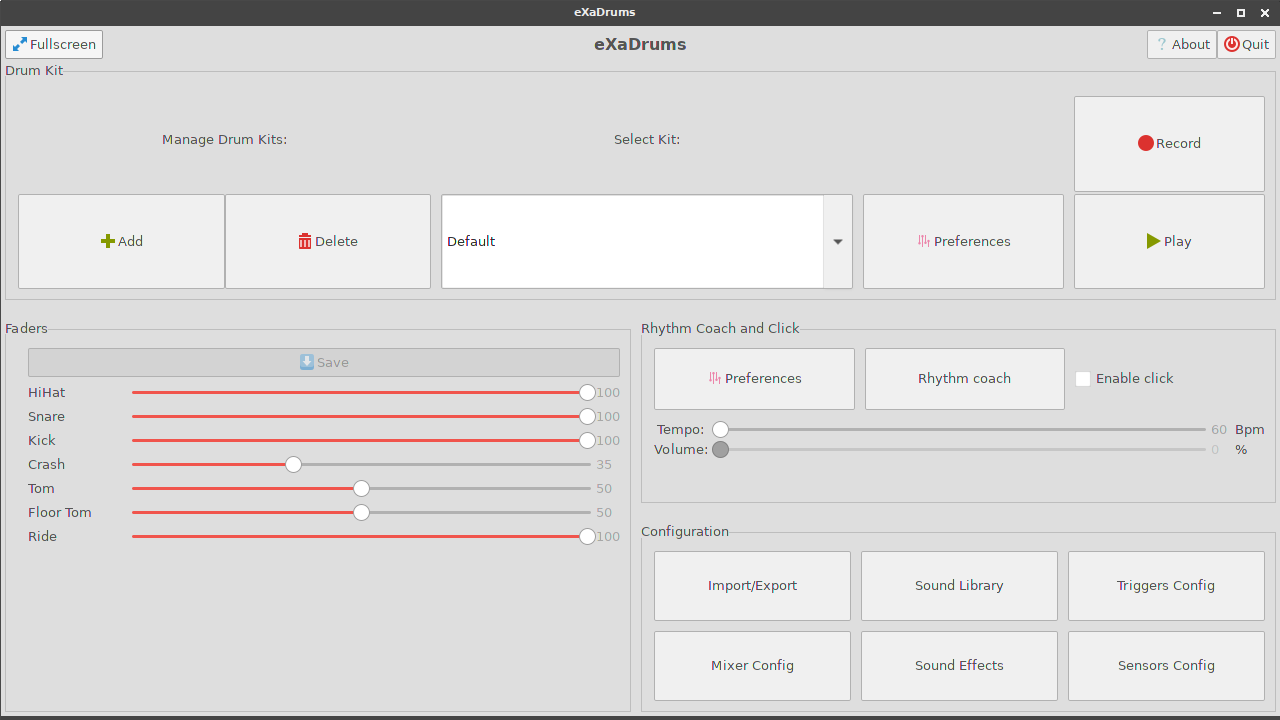 eXaDrums
Fullscreen
eXaDrums
About
Quit
Drum Kit
Manage Drum Kits:
Select Kit:
Record
Add
Delete
Default
Preferences
Play
Faders
Save
HiHat 100
Snare 100
Kick 100
Crash 35
Tom 50
Floor Tom 50
Ride 100
Rhythm Coach and Click
Preferences
Rhythm coach
Enable click
Tempo: 60 Bpm
Volume: 0 %
Configuration
Import/Export
Sound Library
Triggers Config
Mixer Config
Sound Effects
Sensors Config